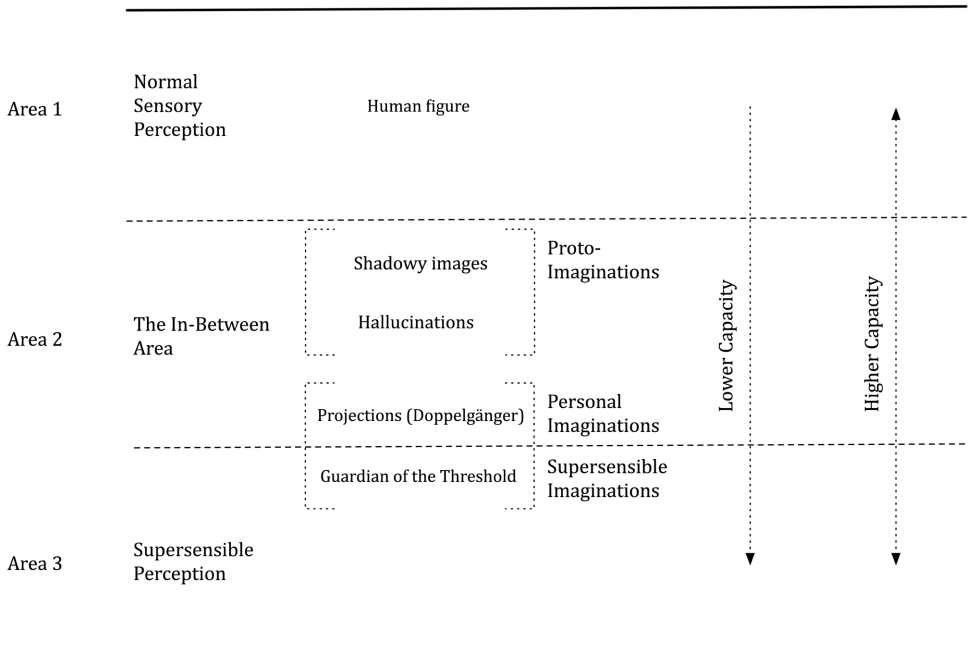 Area 1
Normal
Sensory
Perception
Human figure
Area 2
The In-Between
Area
Shadowy images
Hallucinations
Proto-
Imaginations
Projections (Doppelgänger)
Personal
Imaginations
Lower Capacity
Higher Capacity
Guardian of the Threshold
Supersensible
Imaginations
Area 3
Supersensible
Perception